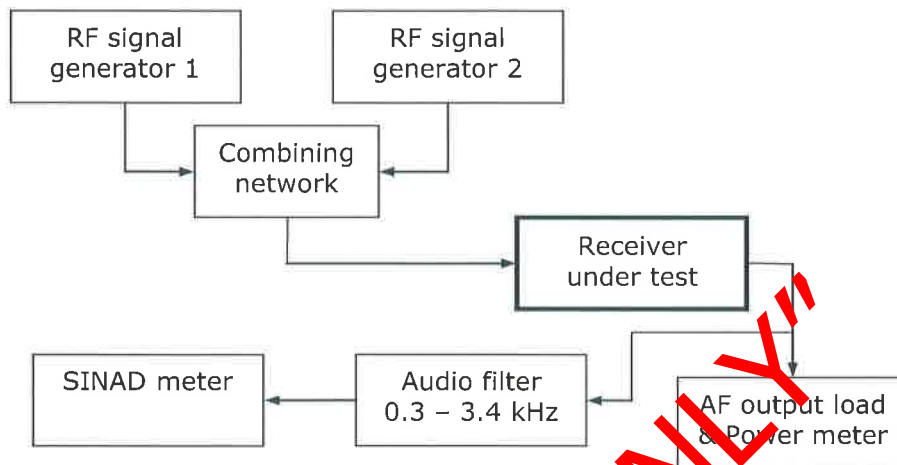 RF signal
generator 1
RF signal
generator 2
Combining
network
Receiver
under test
SINAD meter
Audio filter
0.3 – 3.4 kHz
AF output load
& Power meter